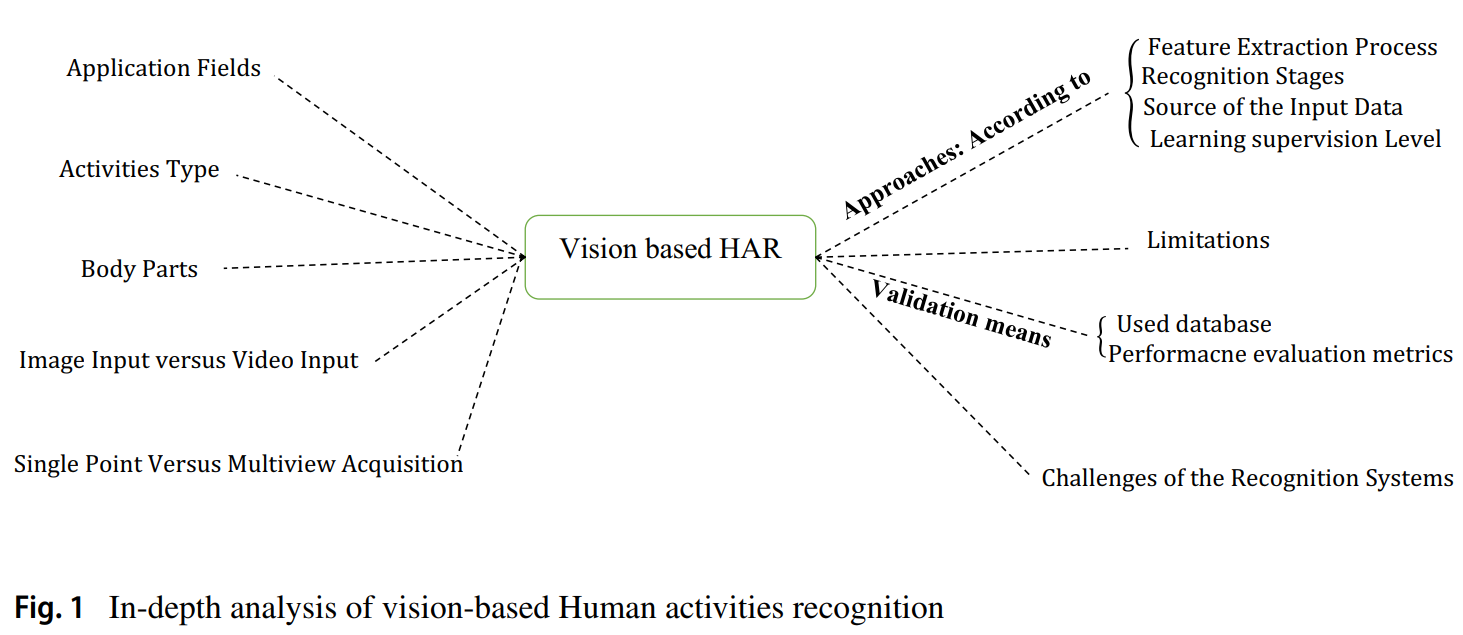 Application Fields
Activities Type
Body Parts
Image Input versus Video Input
Single Point Versus Multiview Acquisition
Vision based HAR
Approaches: According to
Feature Extraction Process
Recognition Stages
Source of the Input Data
Learning supervision Level
Limitations
Validation means
Used database
Performacne evaluation metrics
Challenges of the Recognition Systems
Fig. 1 In-depth analysis of vision-based Human activities recognition